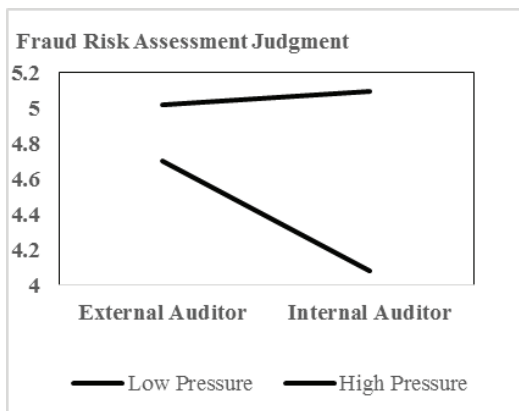 Fraud Risk Assessment Judgment
5.2
5
4.8
4.6
4.4
4.2
4
External Auditor Internal Auditor
Low Pressure High Pressure